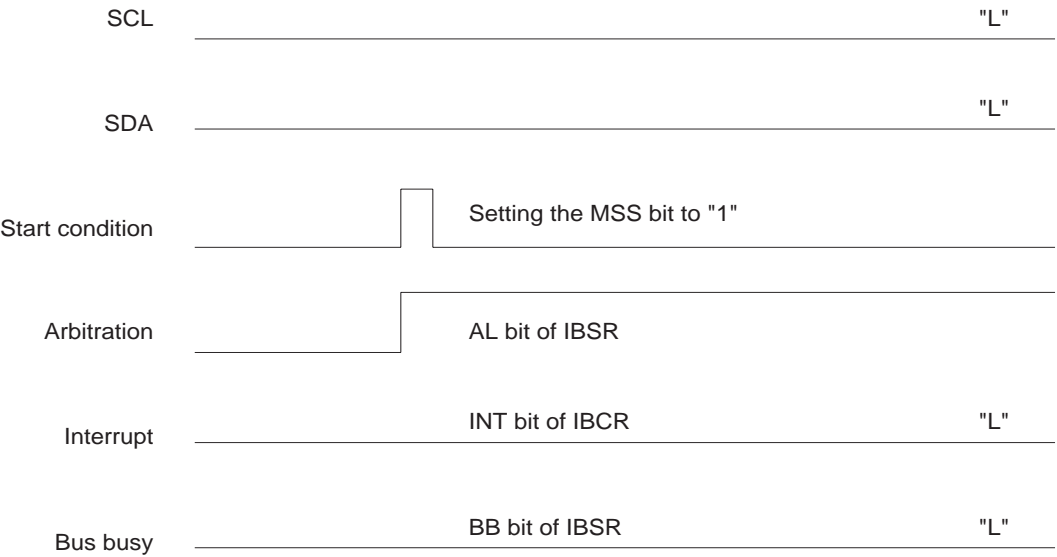 SCL "L"
SDA "L"
Start condition Setting the MSS bit to "1"
Arbitration AL bit of IBSR
Interrupt INT bit of IBCR "L"
Bus busy BB bit of IBSR "L"